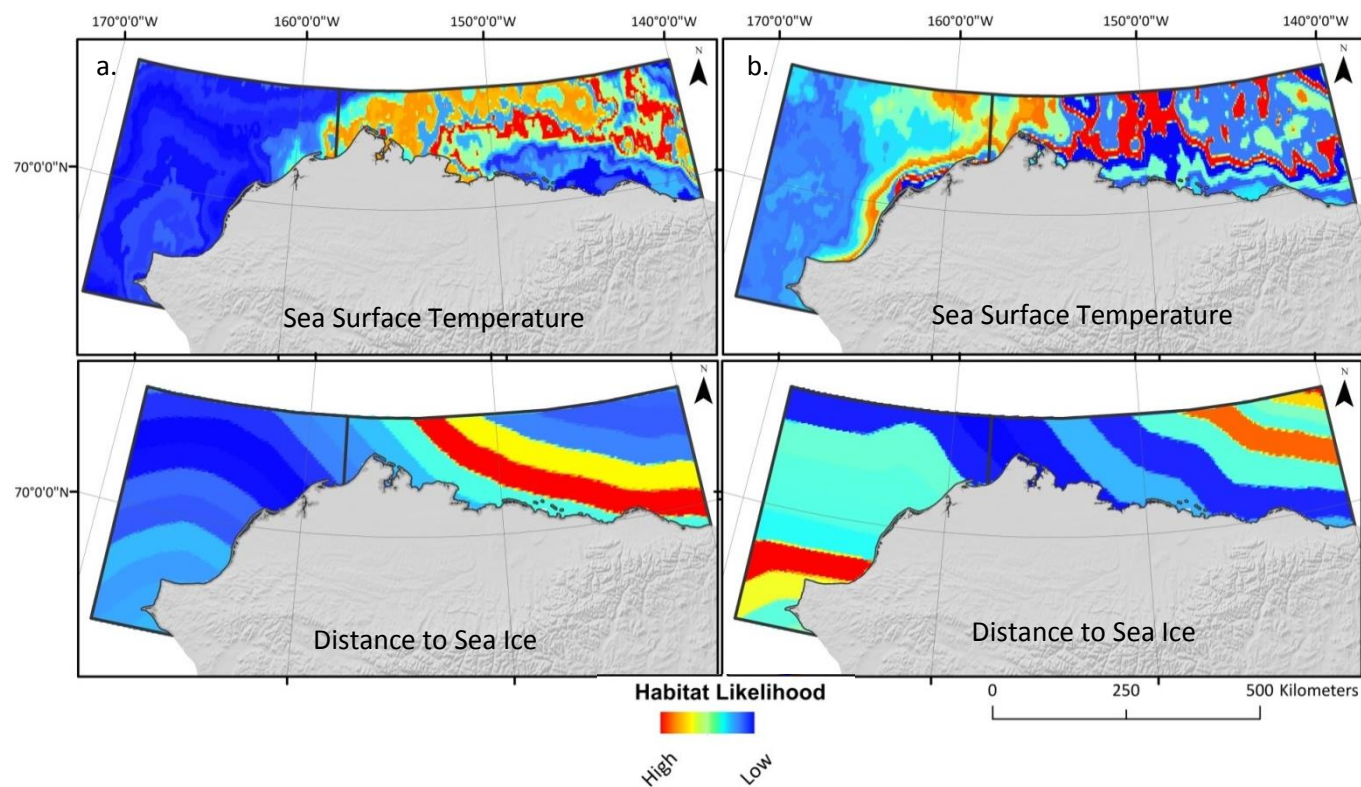 170°0'0"W 160°0'0"W 150°0'0"W 140°0'0"W 170°0'0"W 160°0'0"W 150°0'0"W 140°0'0"W
a. N b. N
70°0'0"N
Sea Surface Temperature Sea Surface Temperature
N N
70°0'0"N
Distance to Sea Ice Distance to Sea Ice
Habitat Likelihood 0 250 500 Kilometers
High Low